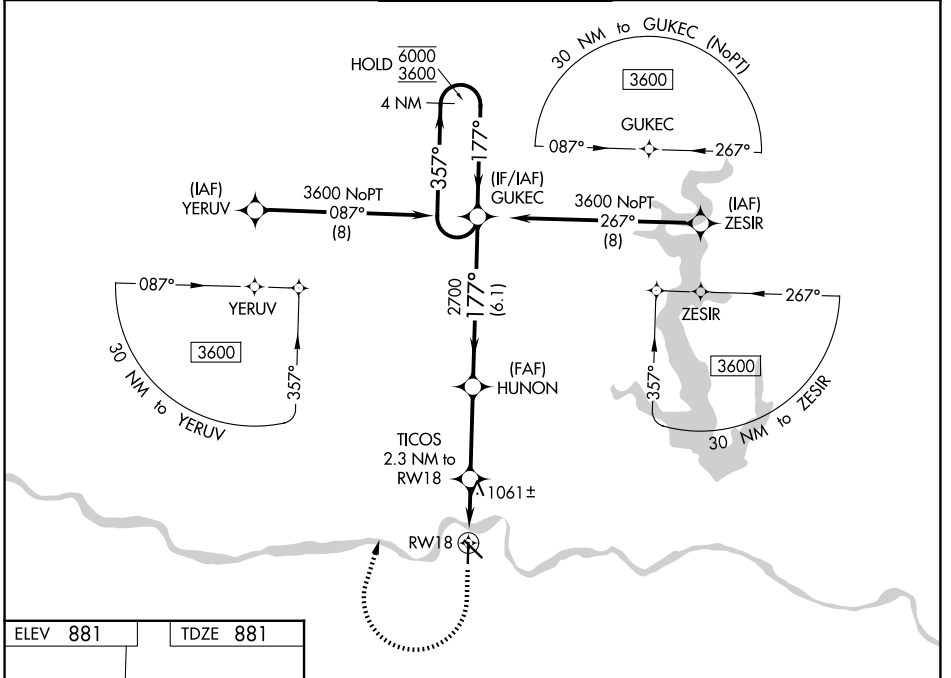 30 NM to GUKEC (NoPT)
3600
GUKEC
087°
267°
HOLD 6000
3600
4 NM
357°
177°
(IAF)
YERUV
3600 NoPT
087°
(8)
(IF/IAF)
GUKEC
3600 NoPT
267°
(8)
(IAF)
ZESIR
087°
YERUV
3600
357°
30 NM to YERUV
2700
177°
(6.1)
267°
ZESIR
3600
357°
30 NM to ZESIR
(FAF)
HUNON
TICOS
2.3 NM to
RW18
1061±
RW18
ELEV 881
TDZE 881